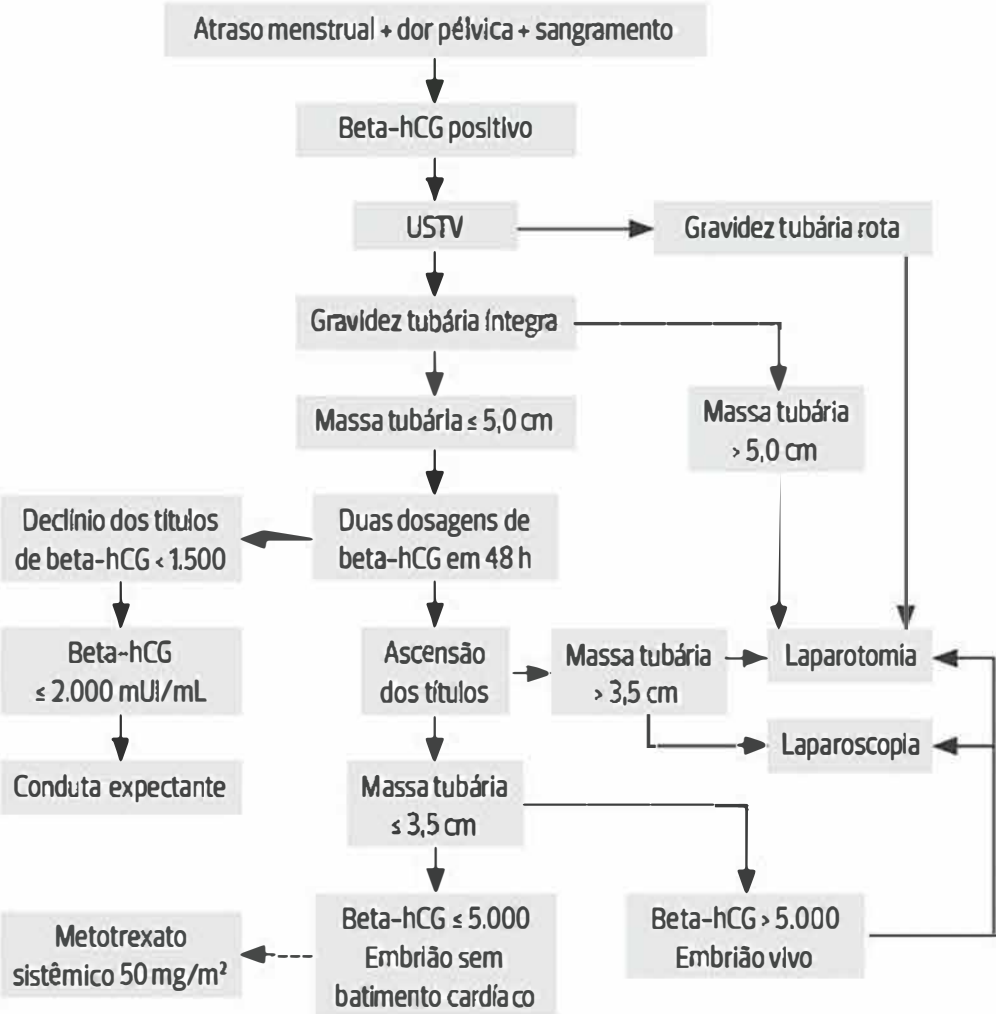 Atraso menstrual + dor pélvica + sangramento
Beta-hCG positivo
USTV
Gravidez tubária rota
Gravidez tubária íntegra
Massa tubária ≤ 5,0 cm
Massa tubária
> 5,0 cm
Declínio dos títulos
de beta-hCG < 1.500
Duas dosagens de
beta-hCG em 48 h
Beta-hCG
≤ 2.000 mUI/mL
Ascensão
dos títulos
Massa tubária
> 3,5 cm
Laparotomia
Laparoscopia
Conduta expectante
Massa tubária
≤ 3,5 cm
Metotrexato
sistêmico 50 mg/m²
Beta-hCG ≤ 5.000
Embrião sem
batimento cardíaco
Beta-hCG > 5.000
Embrião vivo